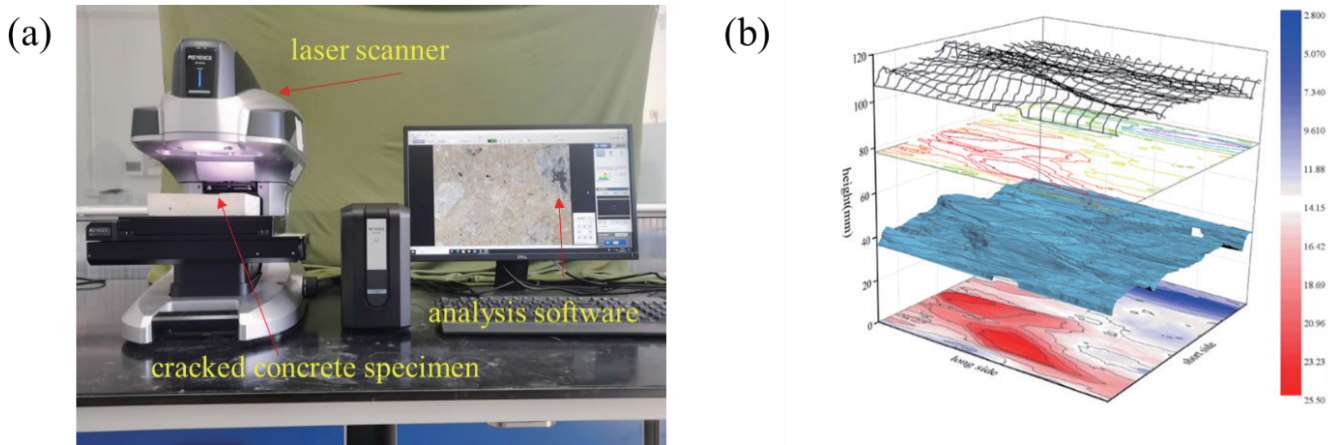 (a)
laser scanner
KEYENCE
analysis software
cracked concrete specimen
DELL
(b)
120
100
80
60
40
20
0
height(mm)
long side
short side
2.800
5.070
7.340
9.610
11.88
14.15
16.42
18.69
20.96
23.23
25.50